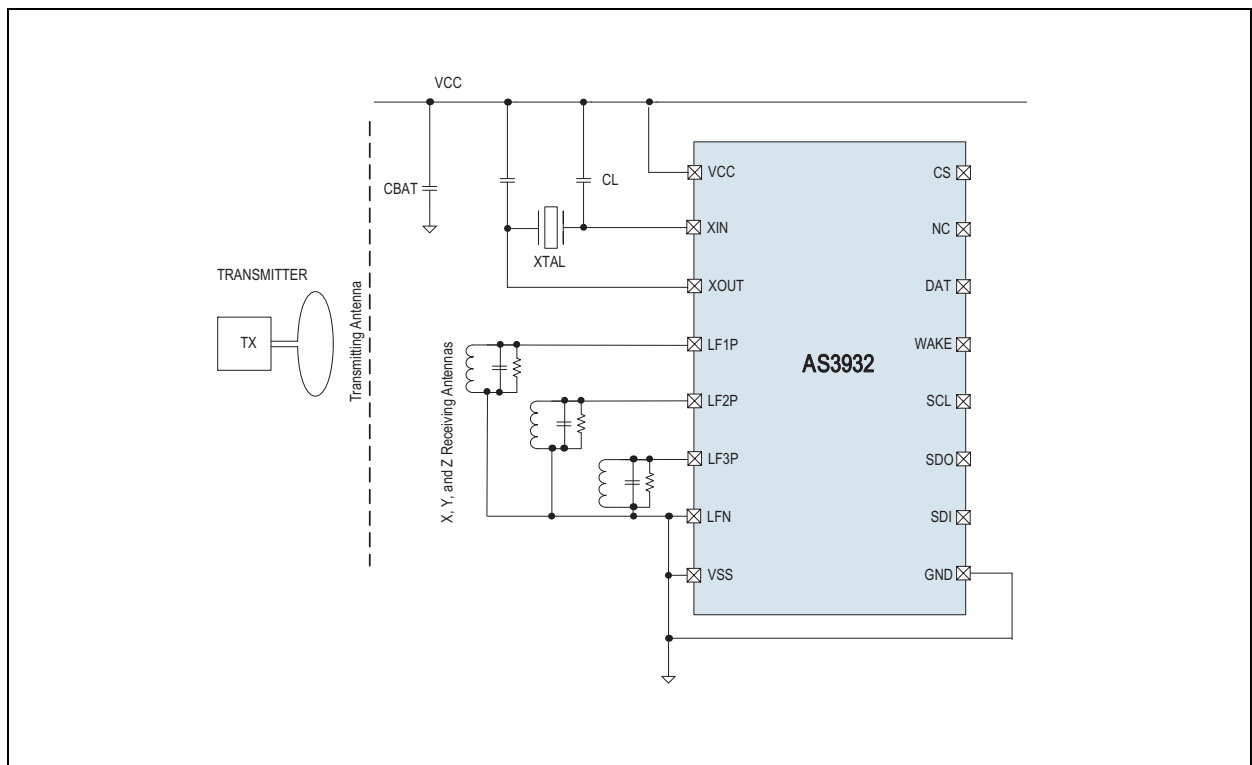 VCC
CBAT
CL
XTAL
TRANSMITTER
TX
Transmitting Antenna
X, Y, and Z Receiving Antennas
VCC
XIN
XOUT
LF1P
LF2P
LF3P
LFN
VSS
AS3932
CS
NC
DAT
WAKE
SCL
SDO
SDI
GND